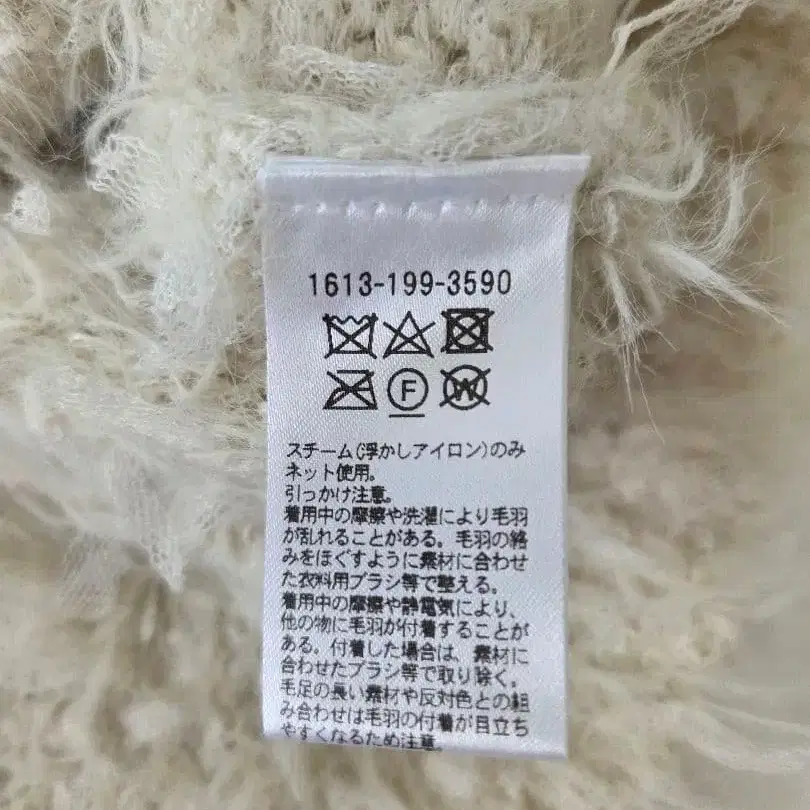 1613-199-3590
F
W
スチーム(浮かしアイロン)のみ
ネット使用。
引っかけ注意。
着用中の摩擦や洗濯により毛羽
が乱れることがある。毛羽の絡
みをほぐすように素材に合わせ
た衣料用ブラシ等で整える。
着用中の摩擦や静電気により、
他の物に毛羽が付着することが
ある。付着した場合は、素材に
合わせたブラシ等で取り除く。
毛足の長い素材や反対色との組
み合わせは毛羽の付着が目立ち
やすくなるため注意。